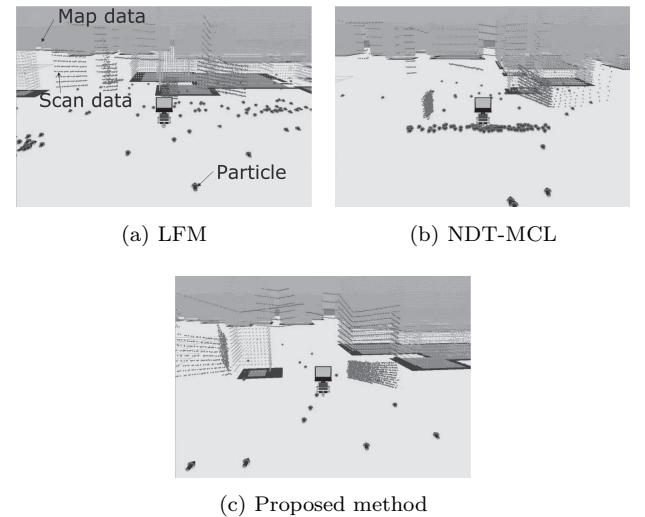 Map data
Scan data
Particle
(a) LFM
(b) NDT-MCL
(c) Proposed method